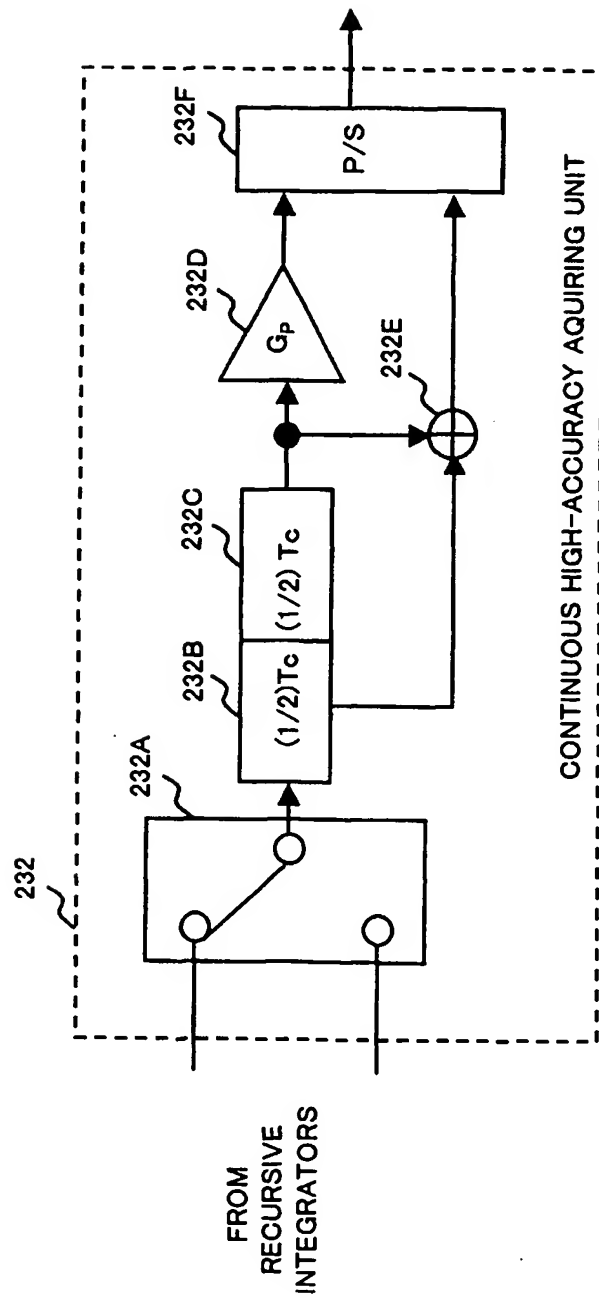 232
232A
232B
232C
232D
232F
(1/2)Tc
(1/2) Tc
GP
P/S
232E
FROM
RECURSIVE
INTEGRATORS
CONTINUOUS HIGH-ACCURACY AQUIRING UNIT